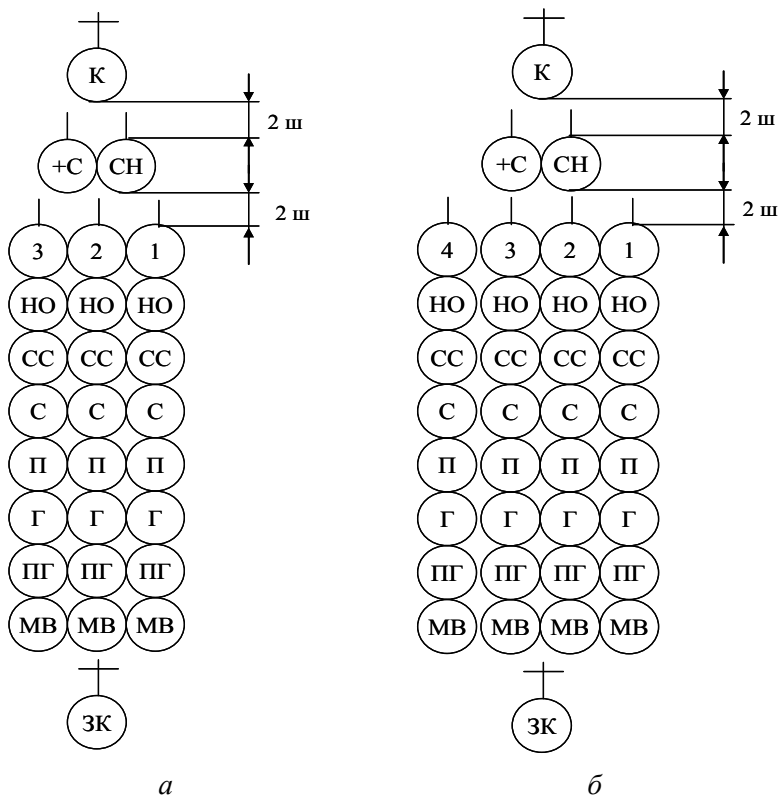 К К
2 ш 2 ш
+С СН +С СН
2 ш 2 ш
3 2 1 4 3 2 1
НО НО НО НО НО НО НО
СС СС СС СС СС СС СС
С С С С С С С
П П П П П П П
Г Г Г Г Г Г Г
ПГ ПГ ПГ ПГ ПГ ПГ ПГ
МВ МВ МВ МВ МВ МВ МВ
ЗК ЗК
а б